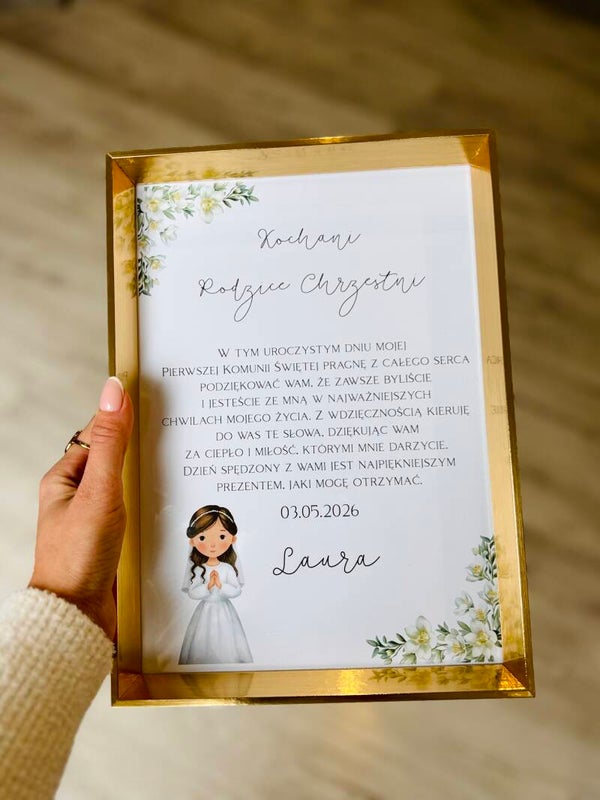 Kochani
Rodzice Chrzestni
W TYM UROCZYSTYM DNIU MOJEJ
PIERWSZEJ KOMUNII ŚWIĘTEJ PRAGNĘ Z CAŁEGO SERCA
PODZIĘKOWAĆ WAM, ŻE ZAWSZE BYLIŚCIE
I JESTEŚCIE ZE MNĄ W NAJWAŻNIEJSZYCH
CHWILACH MOJEGO ŻYCIA. Z WDZIĘCZNOŚCIĄ KIERUJĘ
DO WAS TE SŁOWA, DZIĘKUJĄC WAM
ZA CIEPŁO I MIŁOŚĆ, KTÓRYMI MNIE DARZYCIE.
DZIEŃ SPĘDZONY Z WAMI JEST NAJPIĘKNIEJSZYM
PREZENTEM, JAKI MOGĘ OTRZYMAĆ.
03.05.2026
Laura